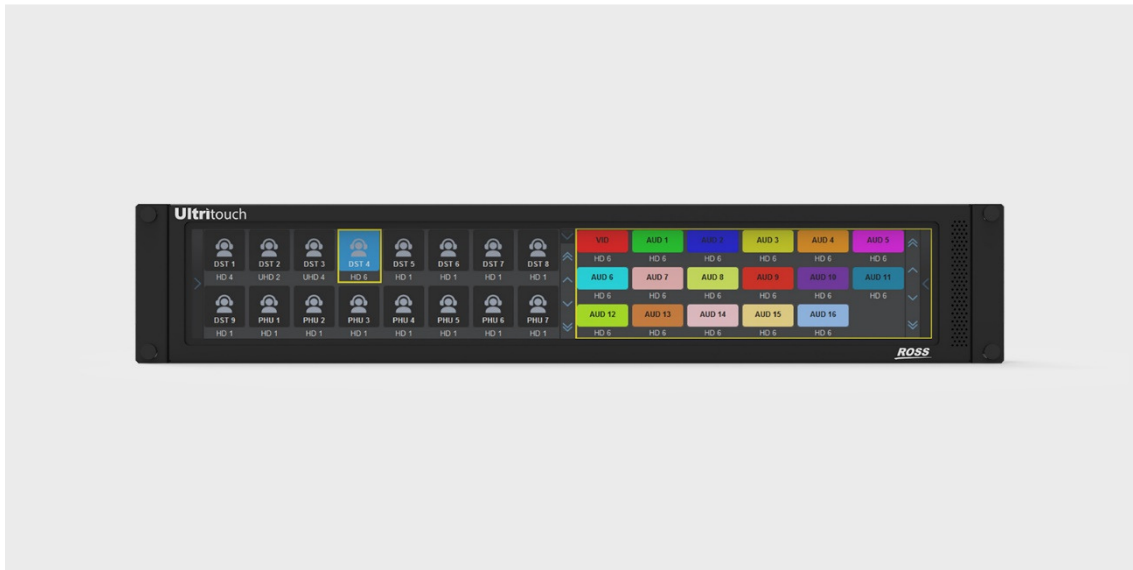 Ultritouch
DST 1 DST 2 DST 3 DST 4 DST 5 DST 6 DST 7 DST 8
HD 4 UHD 2 UHD 4 HD 6 HD 1 HD 1 HD 1 HD 1
DST 9 PHU 1 PHU 2 PHU 3 PHU 4 PHU 5 PHU 6 PHU 7
HD 1 HD 1 HD 1 HD 1 HD 1 HD 1 HD 1 HD 1
VID AUD 1 AUD 2 AUD 3 AUD 4 AUD 5
HD 6 HD 6 HD 6 HD 6 HD 6 HD 6
AUD 6 AUD 7 AUD 8 AUD 9 AUD 10 AUD 11
HD 6 HD 6 HD 6 HD 6 HD 6 HD 6
AUD 12 AUD 13 AUD 14 AUD 15 AUD 16
HD 6 HD 6 HD 6 HD 6 HD 6
ROSS